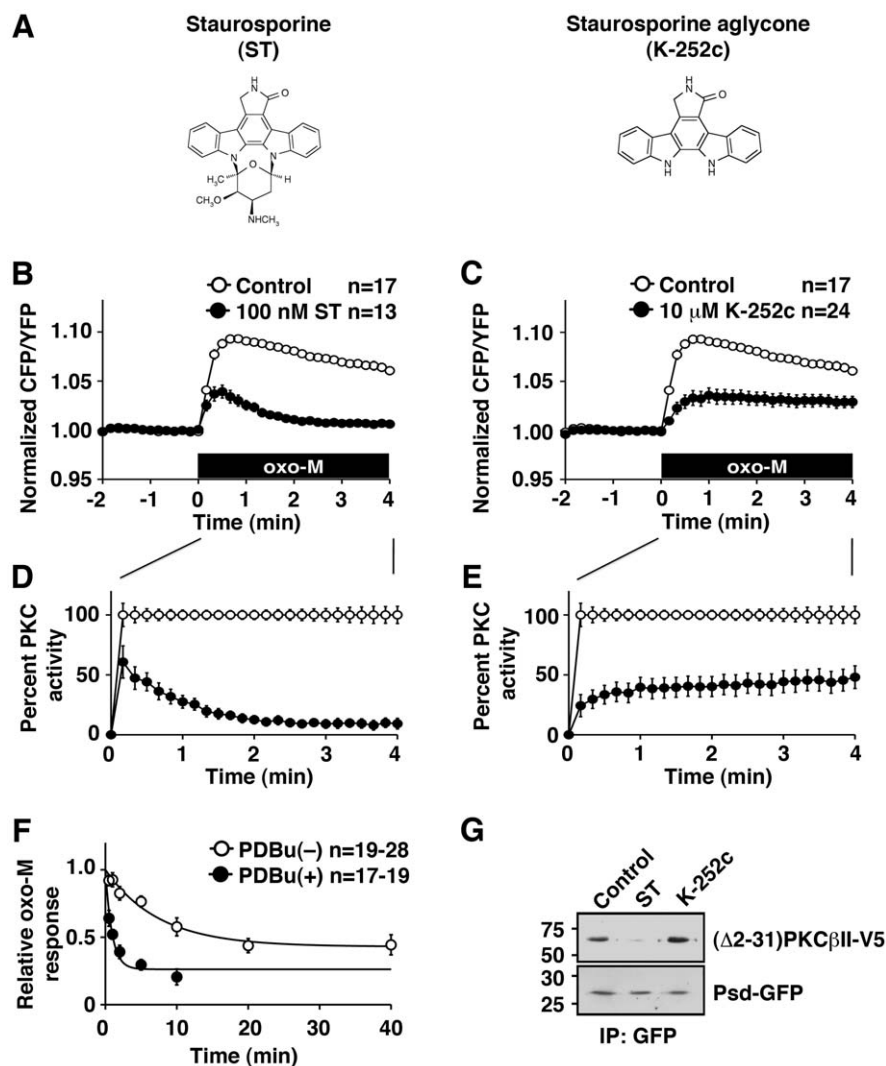 A
Staurosporine
(ST)
Staurosporine aglycone
(K-252c)
H
N
O
N
N
O
H3C
H
CH3O
NHCH3
H
N
O
N
H
N
H
B
Control n=17
100 nM ST n=13
Normalized CFP/YFP
1.10
1.05
1.00
0.95
oxo-M
-2 -1 0 1 2 3 4
Time (min)
C
Control n=17
10 μM K-252c n=24
Normalized CFP/YFP
1.10
1.05
1.00
0.95
oxo-M
-2 -1 0 1 2 3 4
Time (min)
D
Percent PKC
activity
100
50
0
0 1 2 3 4
Time (min)
E
Percent PKC
activity
100
50
0
0 1 2 3 4
Time (min)
F
PDBu(–) n=19-28
PDBu(+) n=17-19
Relative oxo-M
response
1.0
0.5
0
0 10 20 30 40
Time (min)
G
Control
ST
K-252c
75
50
(Δ2-31)PKCβII-V5
30
25
Psd-GFP
IP: GFP